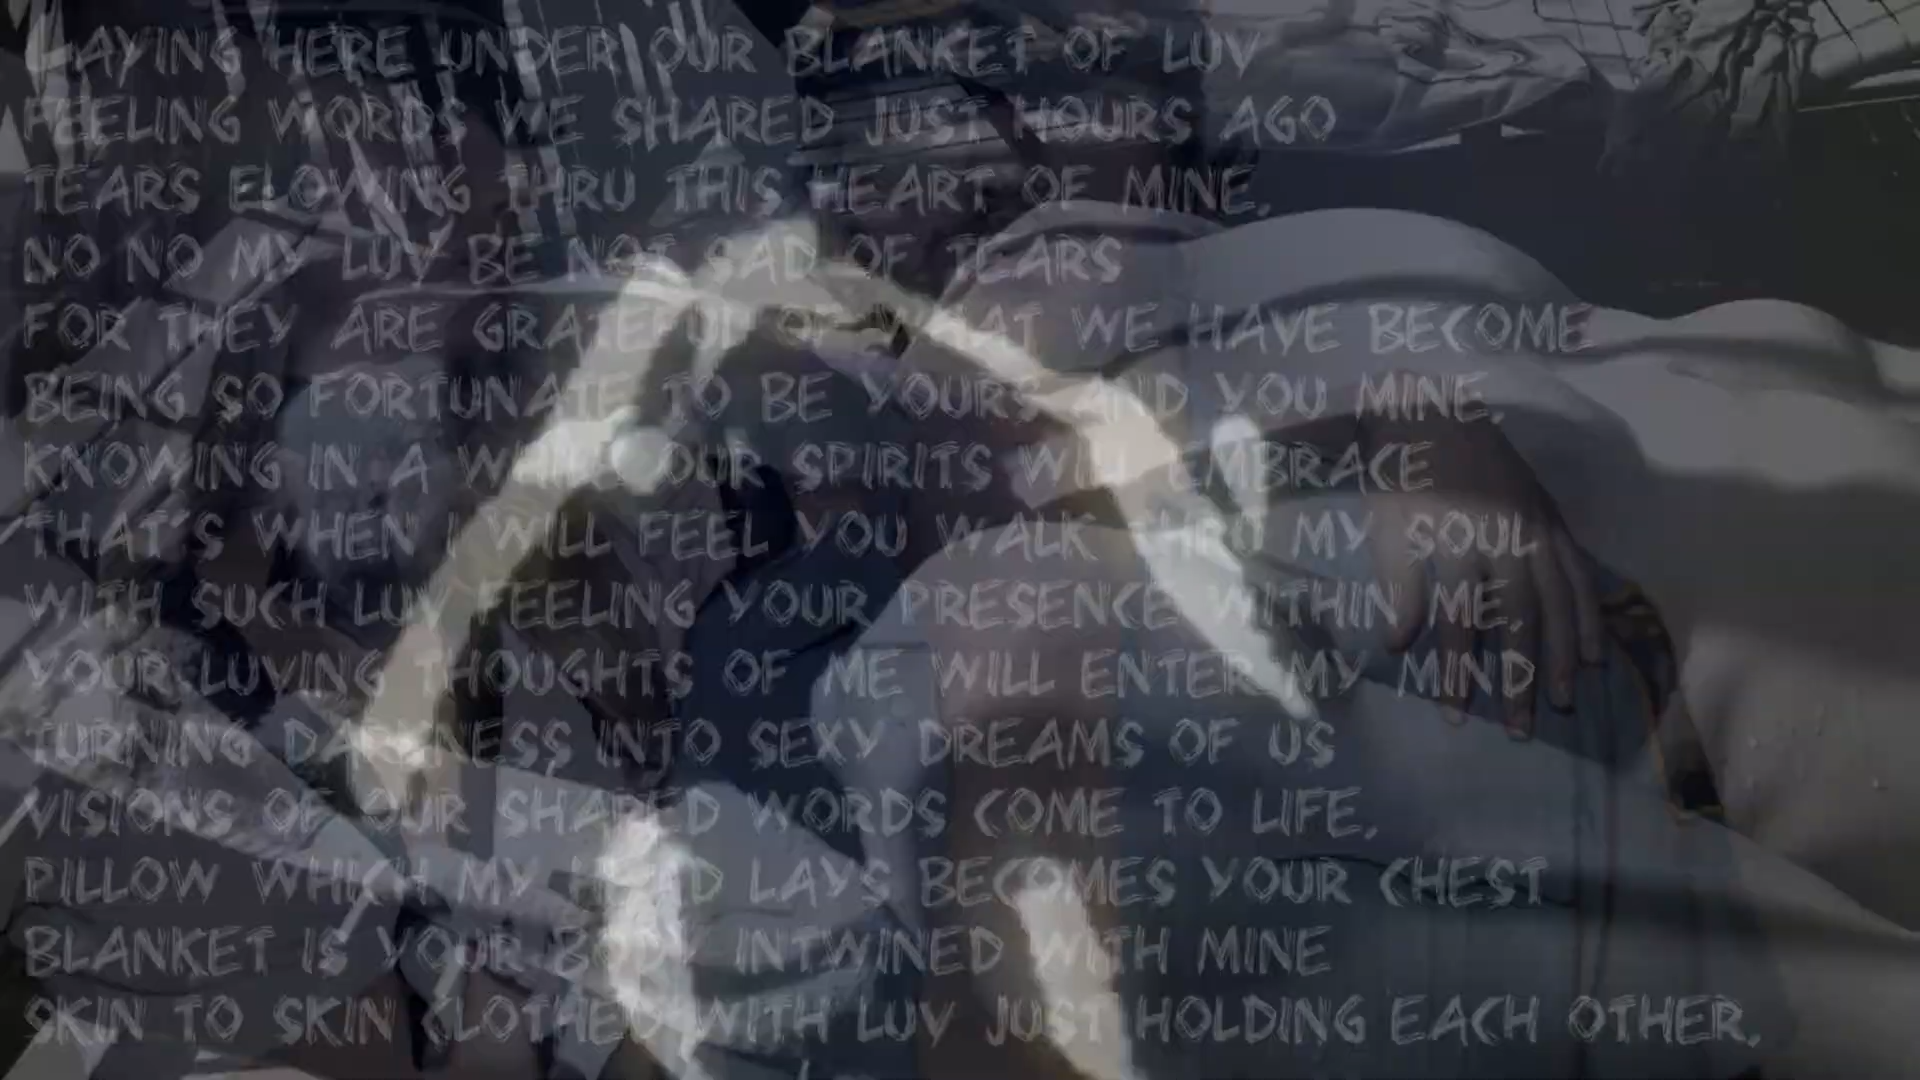 LAYING HERE UNDER OUR BLANKET OF LUV
FEELING WORDS WE SHARED JUST HOURS AGO
TEARS FLOWING THRU THIS HEART OF MINE.
NO NO MY LUV BE NOT SAD OF TEARS
FOR THEY ARE GRATEFUL OF WHAT WE HAVE BECOME
BEING SO FORTUNATE TO BE YOURS AND YOU MINE.
KNOWING IN A WHILE OUR SPIRITS WILL EMBRACE
THAT'S WHEN I WILL FEEL YOU WALK THRU MY SOUL
WITH SUCH LUV FEELING YOUR PRESENCE WITHIN ME.
YOUR LUVING THOUGHTS OF ME WILL ENTER MY MIND
TURNING DARKNESS INTO SEXY DREAMS OF US
VISIONS OF OUR SHARED WORDS COME TO LIFE.
PILLOW WHICH MY HEAD LAYS BECOMES YOUR CHEST
BLANKET IS YOUR BODY INTWINED WITH MINE
SKIN TO SKIN CLOTHED WITH LUV JUST HOLDING EACH OTHER.